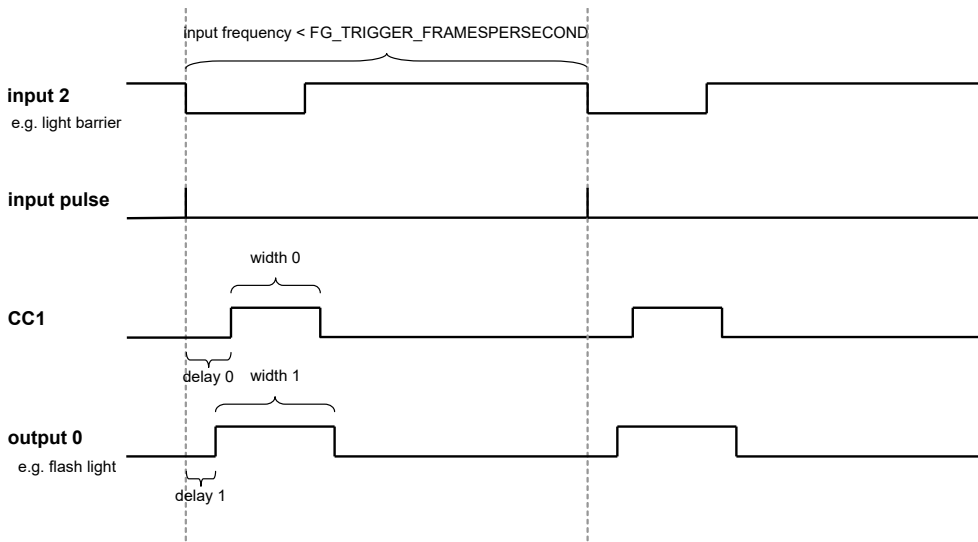 input frequency < FG_TRIGGER_FRAMESPERSECOND
input 2
e.g. light barrier
input pulse
width 0
CC1
delay 0
width 1
output 0
e.g. flash light
delay 1